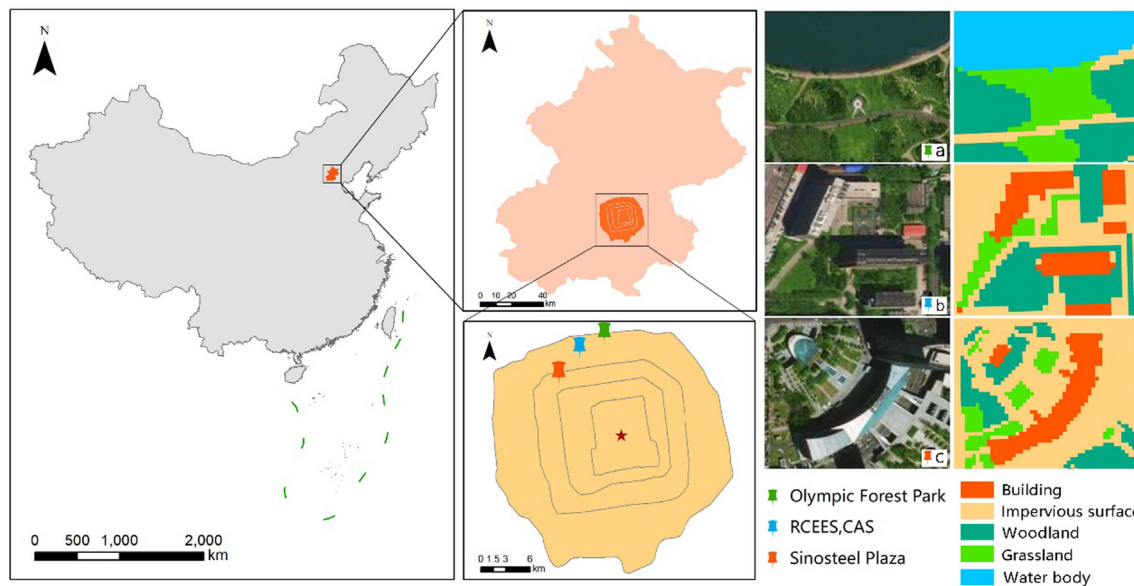 N
0 500 1,000 2,000
km
N
0 10 20 40
km
N
0 1.5 3 6
km
a
b
c
Olympic Forest Park
RCEES,CAS
Sinosteel Plaza
Building
Impervious surface
Woodland
Grassland
Water body